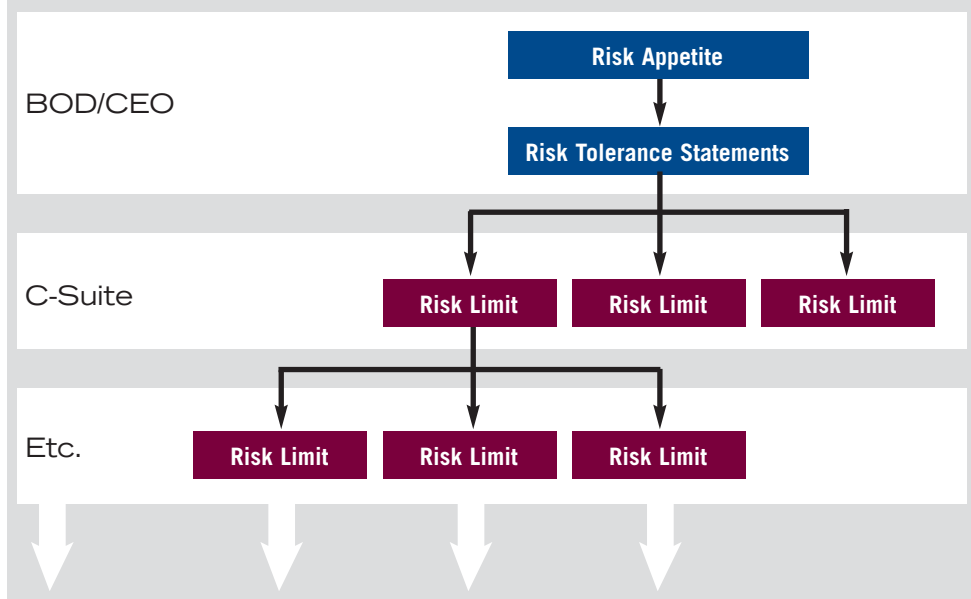 BOD/CEO
Risk Appetite
Risk Tolerance Statements
C-Suite
Risk Limit
Risk Limit
Risk Limit
Etc.
Risk Limit
Risk Limit
Risk Limit